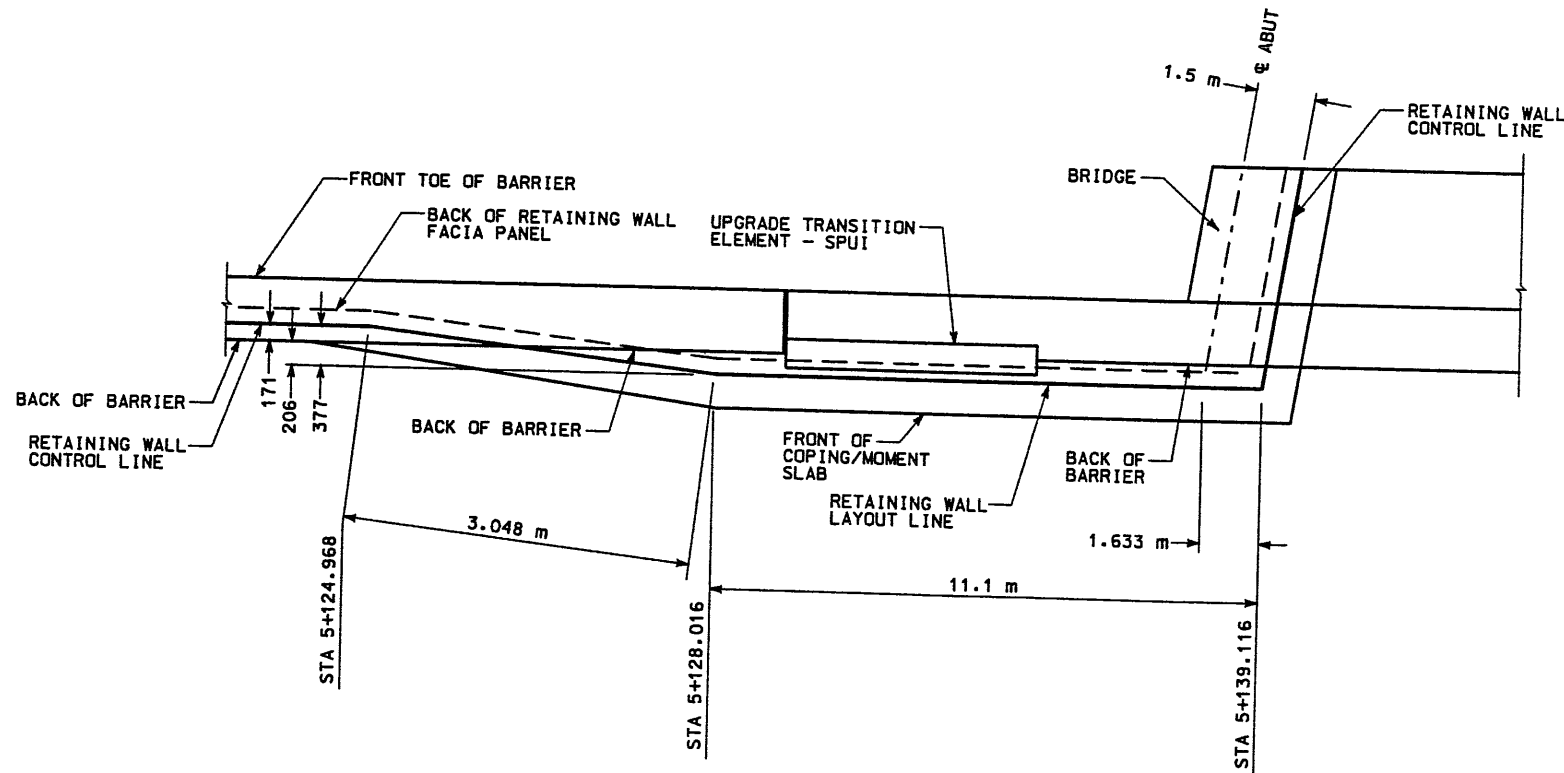 ℄ ABUT
1.5 m
RETAINING WALL
CONTROL LINE
BRIDGE
FRONT TOE OF BARRIER
BACK OF RETAINING WALL
FACIA PANEL
UPGRADE TRANSITION
ELEMENT - SPUI
171
206
377
BACK OF BARRIER
RETAINING WALL
CONTROL LINE
BACK OF BARRIER
FRONT OF
COPING/MOMENT
SLAB
BACK OF
BARRIER
RETAINING WALL
LAYOUT LINE
3.048 m
1.633 m
11.1 m
STA 5+124.968
STA 5+128.016
STA 5+139.116